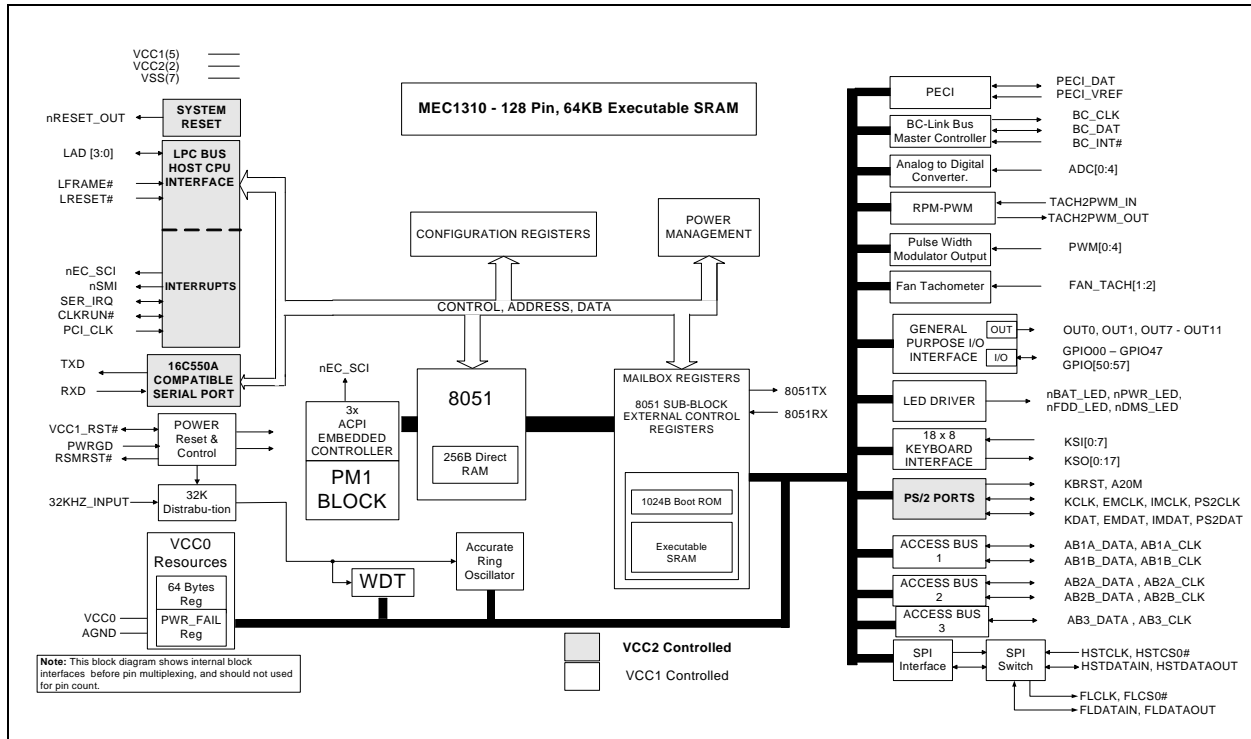 VCC1(5)
VCC2(2)
VSS(7)
MEC1310 - 128 Pin, 64KB Executable SRAM
nRESET_OUT
SYSTEM
RESET
LAD [3:0]
LFRAME#
LRESET#
LPC BUS
HOST CPU
INTERFACE
nEC_SCI
nSMI
SER_IRQ
CLKRUN#
PCI_CLK
INTERRUPTS
TXD
RXD
16C550A
COMPATIBLE
SERIAL PORT
VCC1_RST#
PWRGD
RSMRST#
POWER
Reset &
Control
32KHZ_INPUT
32K
Distrabu-tion
VCC0
Resources
64 Bytes
Reg
PWR_FAIL
Reg
VCC0
AGND
Note: This block diagram shows internal block
interfaces before pin multiplexing, and should not used
for pin count.
CONFIGURATION REGISTERS
POWER
MANAGEMENT
CONTROL, ADDRESS, DATA
nEC_SCI
3x
ACPI
EMBEDDED
CONTROLLER
PM1
BLOCK
8051
256B Direct
RAM
MAILBOX REGISTERS
8051 SUB-BLOCK
EXTERNAL CONTROL
REGISTERS
1024B Boot ROM
Executable
SRAM
8051TX
8051RX
WDT
Accurate
Ring
Oscillator
VCC2 Controlled
VCC1 Controlled
PECI
PECI_DAT
PECI_VREF
BC-Link Bus
Master Controller
BC_CLK
BC_DAT
BC_INT#
Analog to Digital
Converter.
ADC[0:4]
RPM-PWM
TACH2PWM_IN
TACH2PWM_OUT
Pulse Width
Modulator Output
PWM[0:4]
Fan Tachometer
FAN_TACH[1:2]
GENERAL
PURPOSE I/O
INTERFACE
OUT
I/O
OUT0, OUT1, OUT7 - OUT11
GPIO00 – GPIO47
GPIO[50:57]
LED DRIVER
nBAT_LED, nPWR_LED,
nFDD_LED, nDMS_LED
18 x 8
KEYBOARD
INTERFACE
KSI[0:7]
KSO[0:17]
PS/2 PORTS
KBRST, A20M
KCLK, EMCLK, IMCLK, PS2CLK
KDAT, EMDAT, IMDAT, PS2DAT
ACCESS BUS
1
AB1A_DATA, AB1A_CLK
AB1B_DATA, AB1B_CLK
ACCESS BUS
2
AB2A_DATA , AB2A_CLK
AB2B_DATA , AB2B_CLK
ACCESS BUS
3
AB3_DATA , AB3_CLK
SPI
Interface
SPI
Switch
HSTCLK, HSTCS0#
HSTDATAIN, HSTDATAOUT
FLCLK, FLCS0#
FLDATAIN, FLDATAOUT